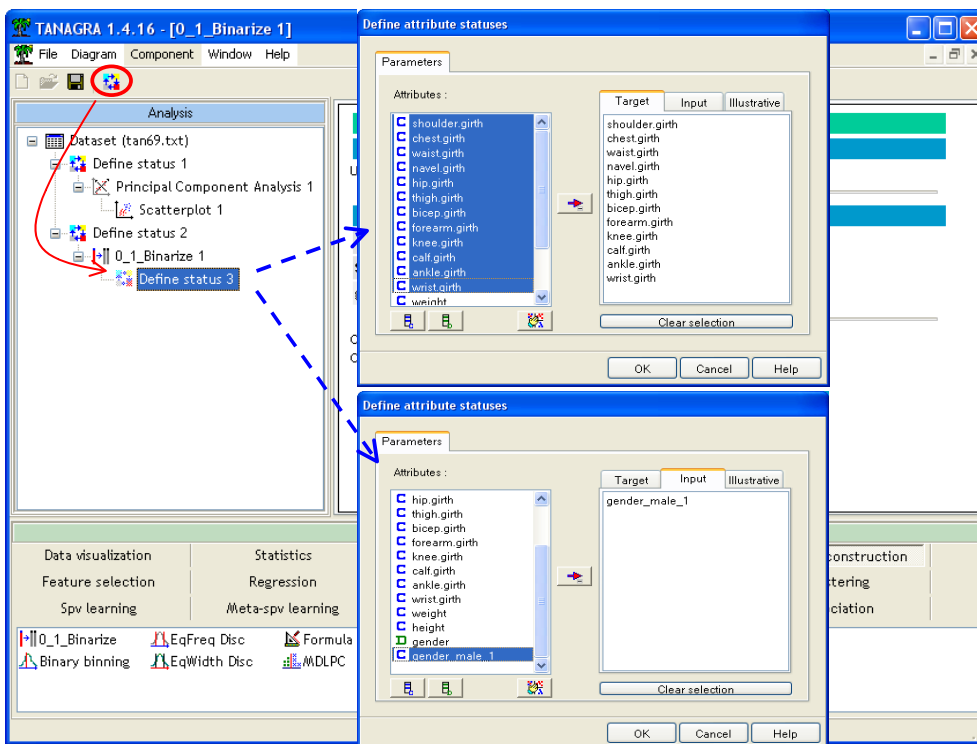 TANAGRA 1.4.16 - [0_1_Binarize 1]
File Diagram Component Window Help
Analysis
Dataset (tan69.txt)
Define status 1
Principal Component Analysis 1
Scatterplot 1
Define status 2
0_1_Binarize 1
Define status 3
Define attribute statuses
Parameters
Attributes :
shoulder.girth
chest.girth
waist.girth
navel.girth
hip.girth
thigh.girth
bicep.girth
forearm.girth
knee.girth
calf.girth
ankle.girth
wrist.girth
weight
Target Input Illustrative
shoulder.girth
chest.girth
waist.girth
navel.girth
hip.girth
thigh.girth
bicep.girth
forearm.girth
knee.girth
calf.girth
ankle.girth
wrist.girth
Clear selection
OK Cancel Help
Define attribute statuses
Parameters
Attributes :
hip.girth
thigh.girth
bicep.girth
forearm.girth
knee.girth
calf.girth
ankle.girth
wrist.girth
weight
height
gender
gender_male_1
Target Input Illustrative
gender_male_1
Clear selection
OK Cancel Help
Data visualization Statistics construction
Feature selection Regression stering
Spv learning Meta-spv learning ciation
0_1_Binarize EqFreq Disc Formula
Binary binning EqWidth Disc MDLPC